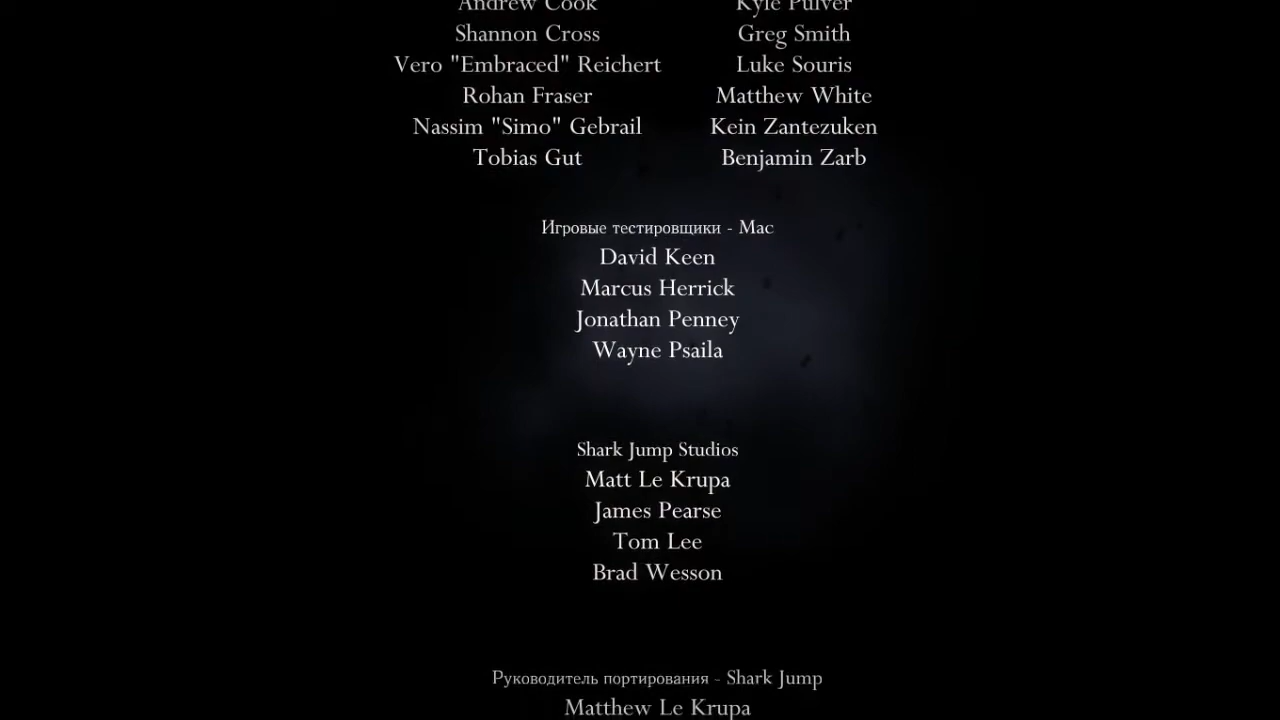 Andrew Cook Kyle Pulver
Shannon Cross Greg Smith
Vero "Embraced" Reichert Luke Souris
Rohan Fraser Matthew White
Nassim "Simo" Gebrail Kein Zantezuken
Tobias Gut Benjamin Zarb
Игровые тестировщики - Mac
David Keen
Marcus Herrick
Jonathan Penney
Wayne Psaila
Shark Jump Studios
Matt Le Krupa
James Pearse
Tom Lee
Brad Wesson
Руководитель портирования - Shark Jump
Matthew Le Krupa